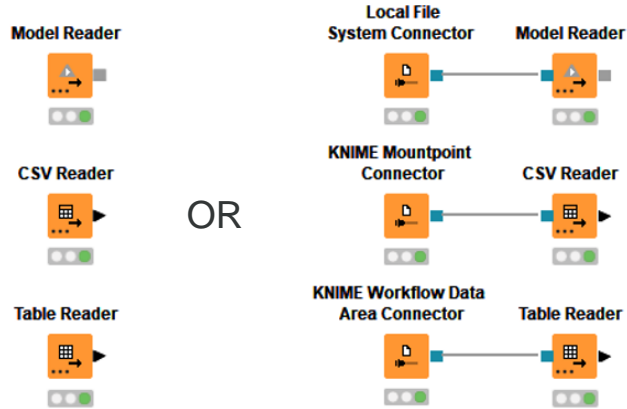 Model Reader
Local File
System Connector
Model Reader
CSV Reader
OR
KNIME Mountpoint
Connector
CSV Reader
Table Reader
KNIME Workflow Data
Area Connector
Table Reader